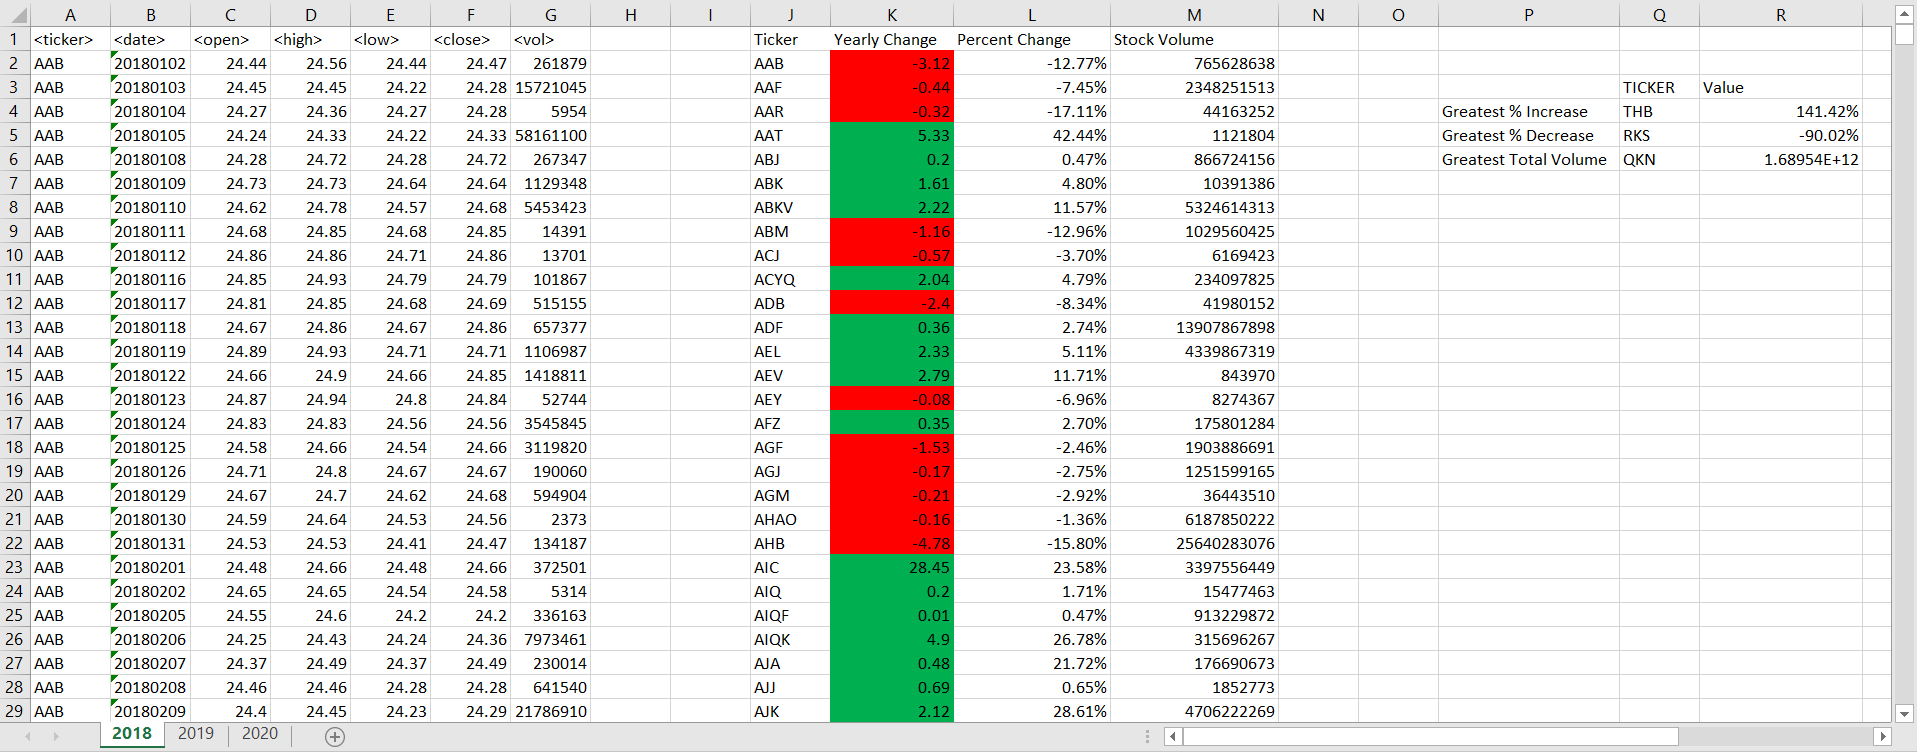 A B C D E F G H I J K L M N O P Q R
1 <ticker> <date> <open> <high> <low> <close> <vol> Ticker Yearly Change Percent Change Stock Volume
2 AAB 20180102 24.44 24.56 24.44 24.47 261879 AAB -3.12 -12.77% 765628638
3 AAB 20180103 24.45 24.45 24.22 24.28 15721045 AAF -0.44 -7.45% 2348251513 TICKER Value
4 AAB 20180104 24.27 24.36 24.27 24.28 5954 AAR -0.32 -17.11% 44163252 Greatest % Increase THB 141.42%
5 AAB 20180105 24.24 24.33 24.22 24.33 58161100 AAT 5.33 42.44% 1121804 Greatest % Decrease RKS -90.02%
6 AAB 20180108 24.28 24.72 24.28 24.72 267347 ABJ 0.2 0.47% 866724156 Greatest Total Volume QKN 1.68954E+12
7 AAB 20180109 24.73 24.73 24.64 24.64 1129348 ABK 1.61 4.80% 10391386
8 AAB 20180110 24.62 24.78 24.57 24.68 5453423 ABKV 2.22 11.57% 5324614313
9 AAB 20180111 24.68 24.85 24.68 24.85 14391 ABM -1.16 -12.96% 1029560425
10 AAB 20180112 24.86 24.86 24.71 24.86 13701 ACJ -0.57 -3.70% 6169423
11 AAB 20180116 24.85 24.93 24.79 24.79 101867 ACYQ 2.04 4.79% 234097825
12 AAB 20180117 24.81 24.85 24.68 24.69 515155 ADB -2.4 -8.34% 41980152
13 AAB 20180118 24.67 24.86 24.67 24.86 657377 ADF 0.36 2.74% 13907867898
14 AAB 20180119 24.89 24.93 24.71 24.71 1106987 AEL 2.33 5.11% 4339867319
15 AAB 20180122 24.66 24.9 24.66 24.85 1418811 AEV 2.79 11.71% 843970
16 AAB 20180123 24.87 24.94 24.8 24.84 52744 AEY -0.08 -6.96% 8274367
17 AAB 20180124 24.83 24.83 24.56 24.56 3545845 AFZ 0.35 2.70% 175801284
18 AAB 20180125 24.58 24.66 24.54 24.66 3119820 AGF -1.53 -2.46% 1903886691
19 AAB 20180126 24.71 24.8 24.67 24.67 190060 AGJ -0.17 -2.75% 1251599165
20 AAB 20180129 24.67 24.7 24.62 24.68 594904 AGM -0.21 -2.92% 36443510
21 AAB 20180130 24.59 24.64 24.53 24.56 2373 AHAO -0.16 -1.36% 6187850222
22 AAB 20180131 24.53 24.53 24.41 24.47 134187 AHB -4.78 -15.80% 25640283076
23 AAB 20180201 24.48 24.66 24.48 24.66 372501 AIC 28.45 23.58% 3397556449
24 AAB 20180202 24.65 24.65 24.54 24.58 5314 AIQ 0.2 1.71% 15477463
25 AAB 20180205 24.55 24.6 24.2 24.2 336163 AIQF 0.01 0.47% 913229872
26 AAB 20180206 24.25 24.43 24.24 24.36 7973461 AIQK 4.9 26.78% 315696267
27 AAB 20180207 24.37 24.49 24.37 24.49 230014 AJA 0.48 21.72% 176690673
28 AAB 20180208 24.46 24.46 24.28 24.28 641540 AJJ 0.69 0.65% 1852773
29 AAB 20180209 24.4 24.45 24.23 24.29 21786910 AJK 2.12 28.61% 4706222269
2018 2019 2020